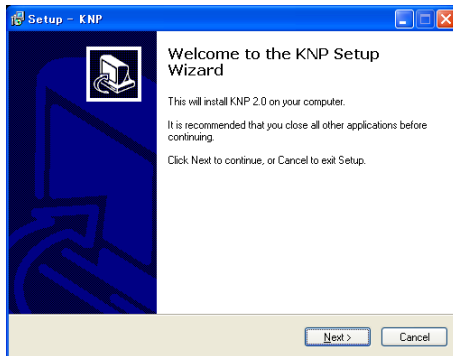 Setup - KNP
Welcome to the KNP Setup
Wizard
This will install KNP 2.0 on your computer.
It is recommended that you close all other applications before
continuing.
Click Next to continue, or Cancel to exit Setup.
Next >
Cancel